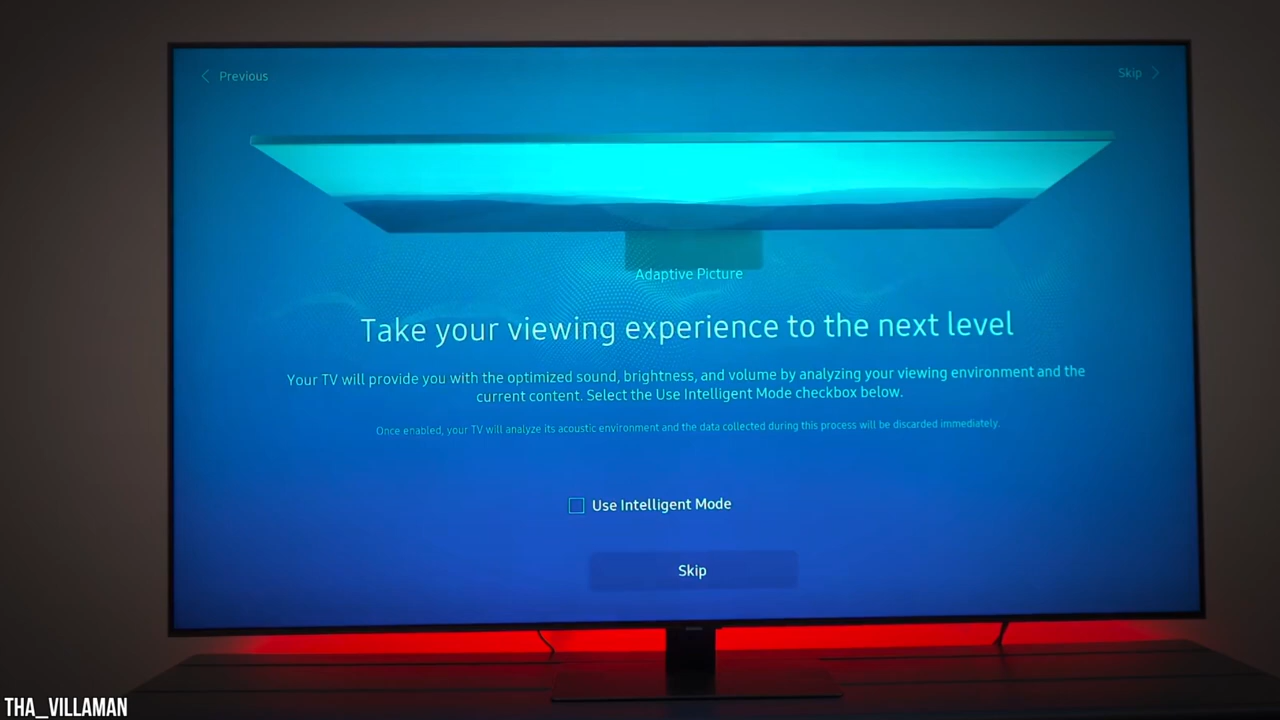 Previous
Skip
Adaptive Picture
Take your viewing experience to the next level
Your TV will provide you with the optimized sound, brightness, and volume by analyzing your viewing environment and the
current content. Select the Use Intelligent Mode checkbox below.
Once enabled, your TV will analyze its acoustic environment and the data collected during this process will be discarded immediately.
Use Intelligent Mode
Skip
THA_VILLAMAN